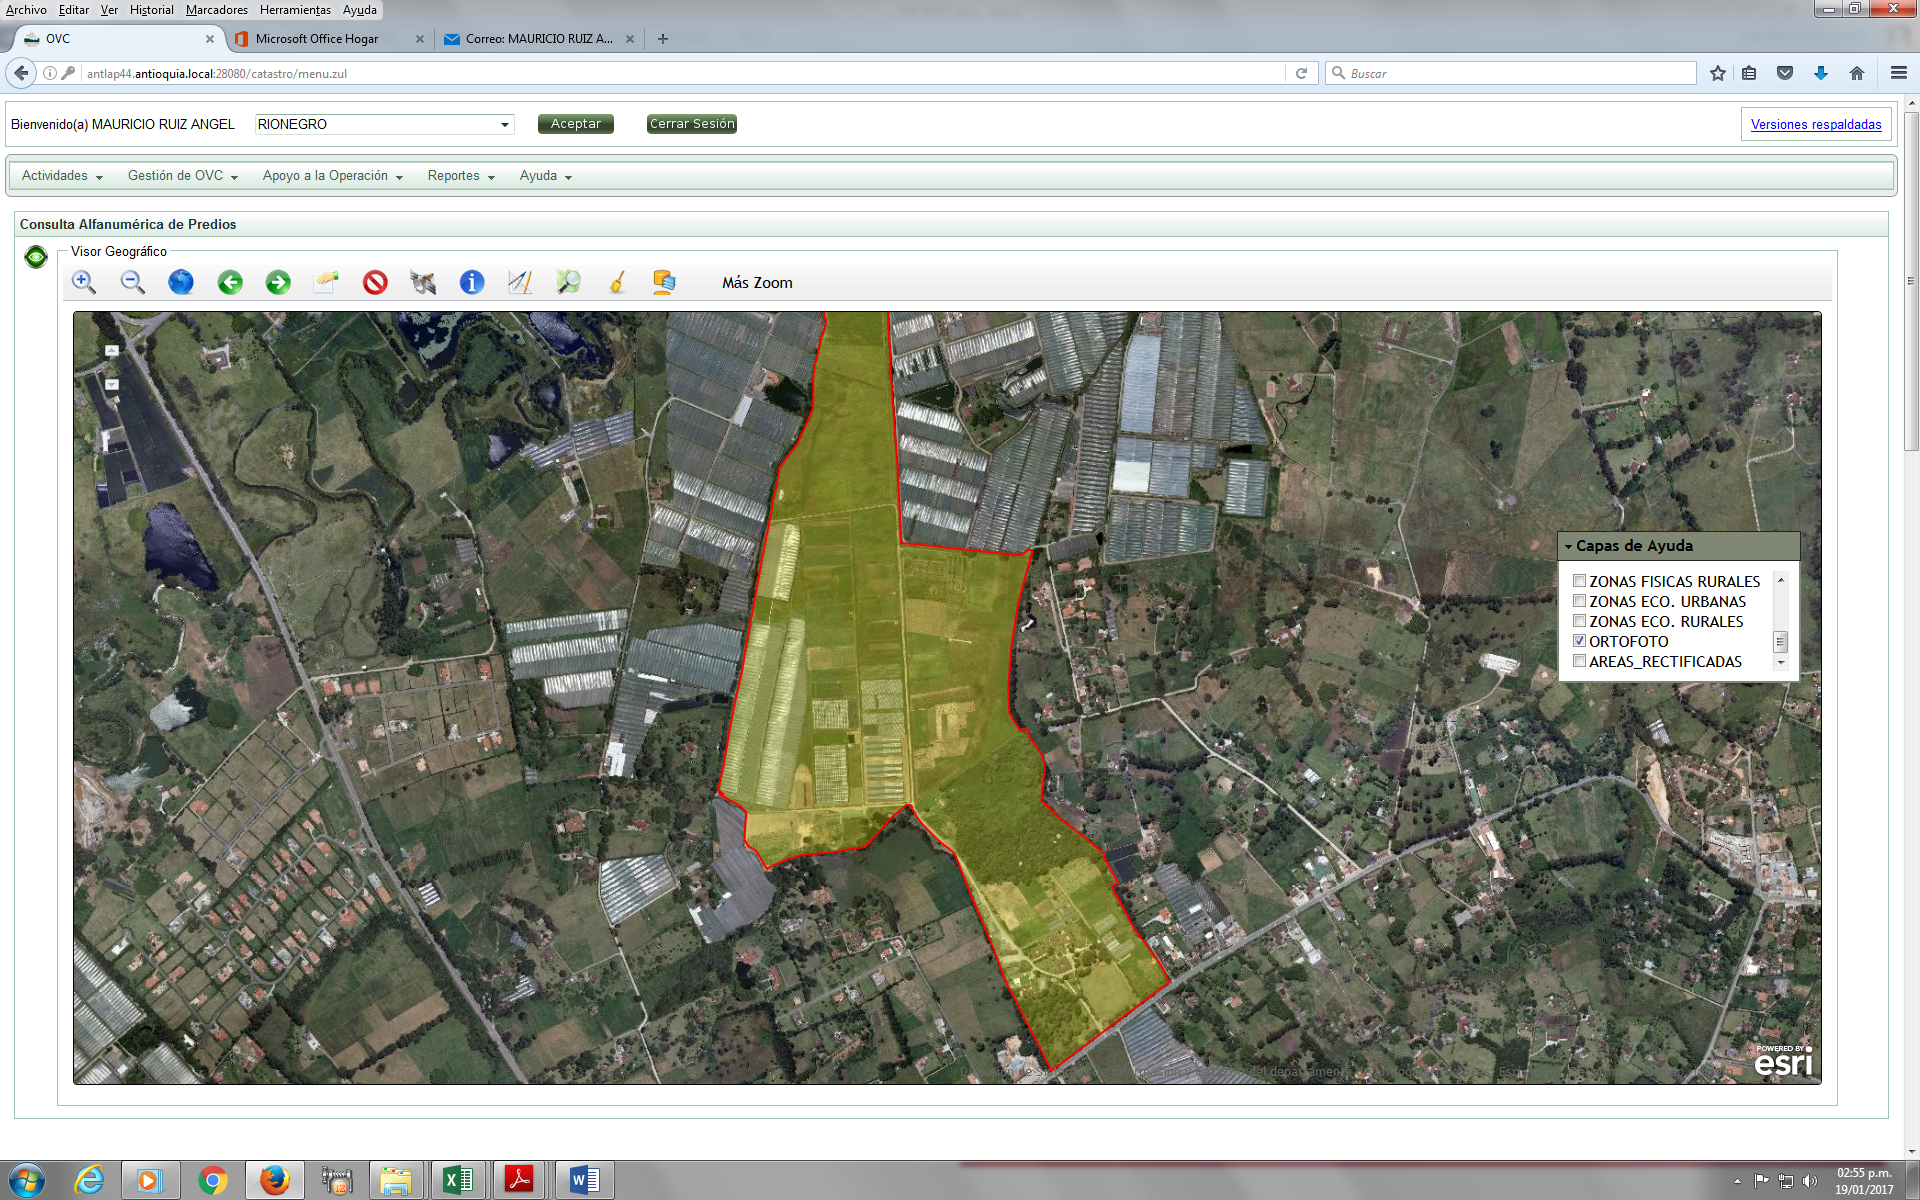 Archivo Editar Ver Historial Marcadores Herramientas Ayuda
OVC
Microsoft Office Hogar
Correo: MAURICIO RUIZ A...
antlap44.antioquia.local:28080/catastro/menu.zul
Buscar
Bienvenido(a) MAURICIO RUIZ ANGEL
RIONEGRO
Aceptar
Cerrar Sesión
Versiones respaldadas
Actividades
Gestión de OVC
Apoyo a la Operación
Reportes
Ayuda
Consulta Alfanumérica de Predios
Visor Geográfico
Más Zoom
Capas de Ayuda
ZONAS FISICAS RURALES
ZONAS ECO. URBANAS
ZONAS ECO. RURALES
ORTOFOTO
AREAS_RECTIFICADAS
POWERED BY
esri
02:55 p.m.
19/01/2017